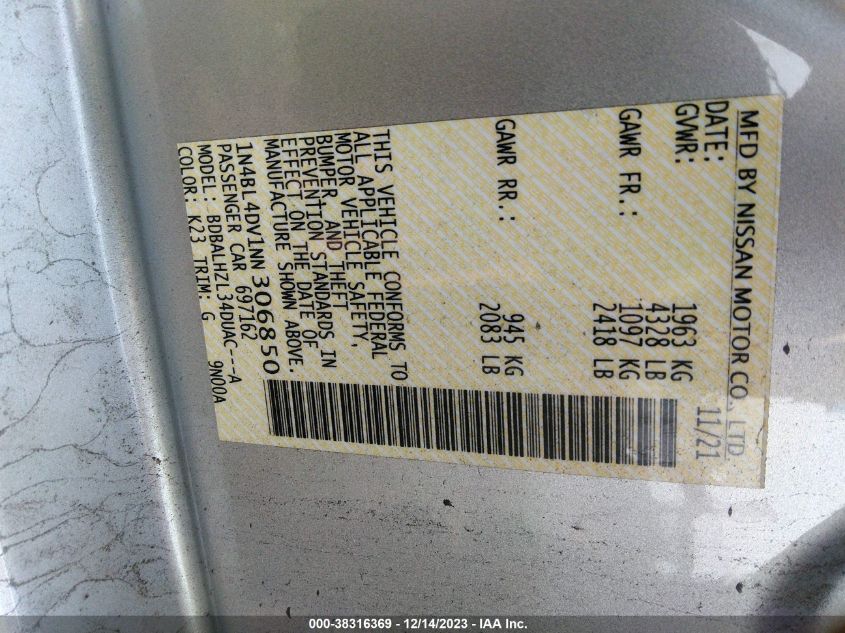 MFD BY NISSAN MOTOR CO., LTD.
DATE: 11/21
GVWR: 1963 KG
4328 LB
GAWR FR.: 1097 KG
2418 LB
GAWR RR.: 945 KG
2083 LB
THIS VEHICLE CONFORMS TO
ALL APPLICABLE FEDERAL
MOTOR VEHICLE SAFETY,
BUMPER, AND THEFT
PREVENTION STANDARDS IN
EFFECT ON THE DATE OF
MANUFACTURE SHOWN ABOVE.
1N4BL4DV1NN306850
PASSENGER CAR 697162
MODEL: BDBALHZL34DUAC---A
COLOR: K23 TRIM: G 9N00A
000-38316369 - 12/14/2023 - IAA Inc.